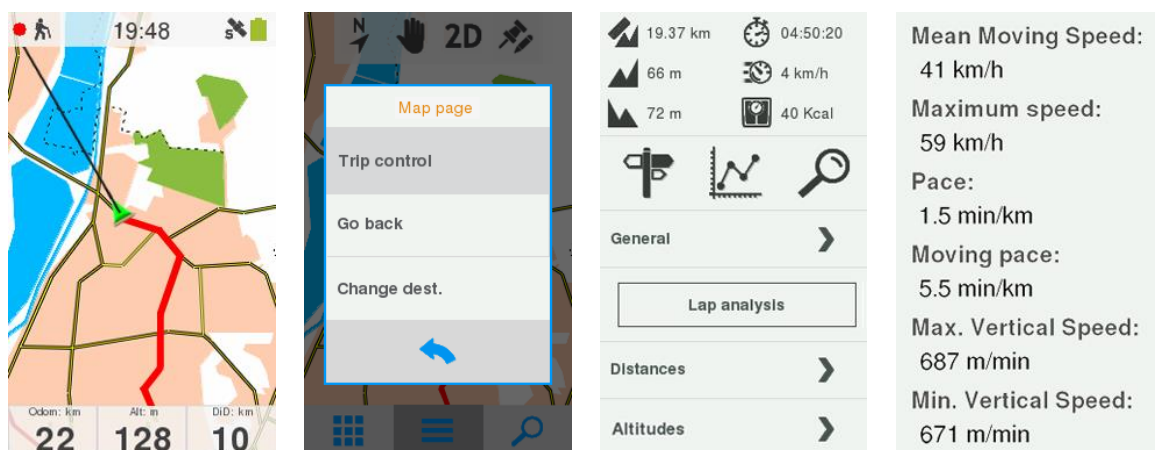 19:48
S
Odom: km
Alt: m
DiD: km
22
128
10
N
2D
Map page
Trip control
Go back
Change dest.
19.37 km
04:50:20
66 m
4 km/h
72 m
40 Kcal
General
Lap analysis
Distances
Altitudes
Mean Moving Speed:
41 km/h
Maximum speed:
59 km/h
Pace:
1.5 min/km
Moving pace:
5.5 min/km
Max. Vertical Speed:
687 m/min
Min. Vertical Speed:
671 m/min